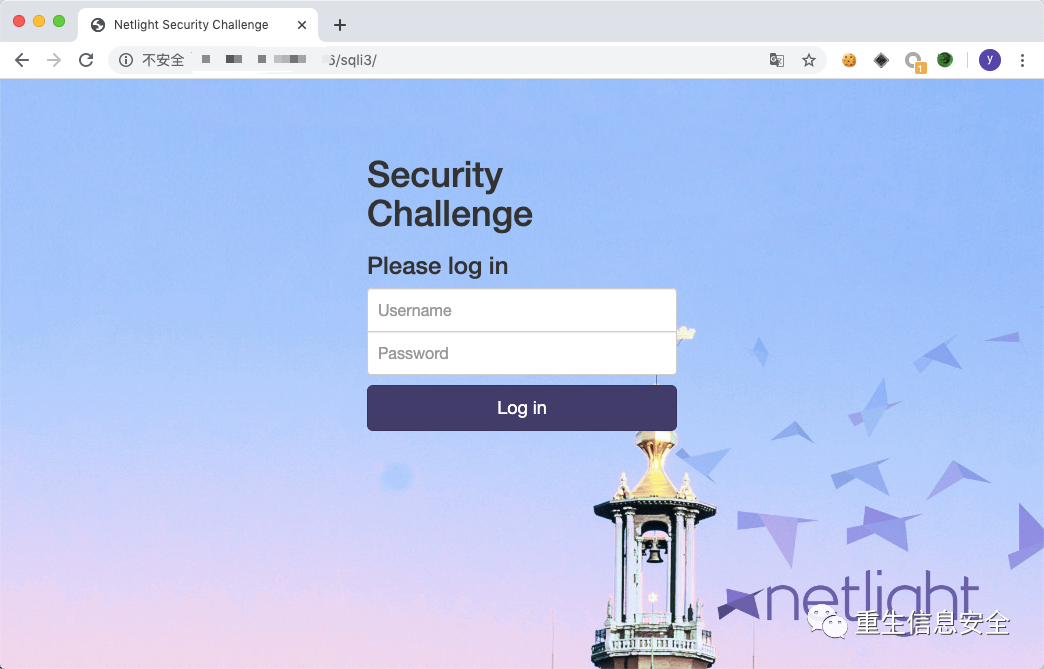 Netlight Security Challenge
不安全
6/sqli3/
y
1
Security
Challenge
Please log in
Username
Password
Log in
netlight
重生信息安全